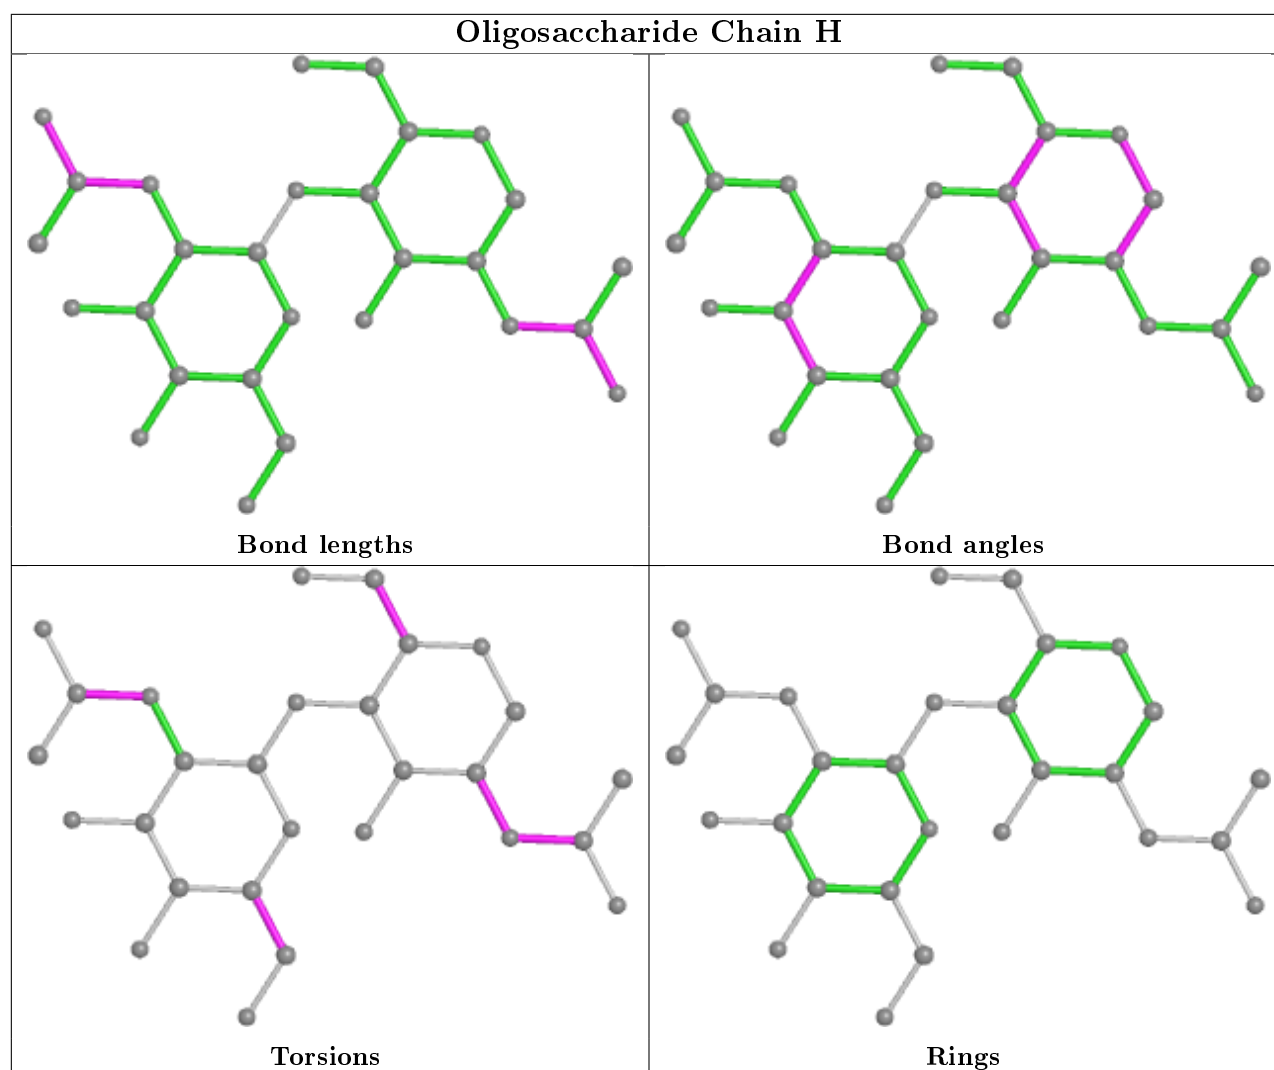 Oligosaccharide Chain H
Bond lengths
Bond angles
Torsions
Rings